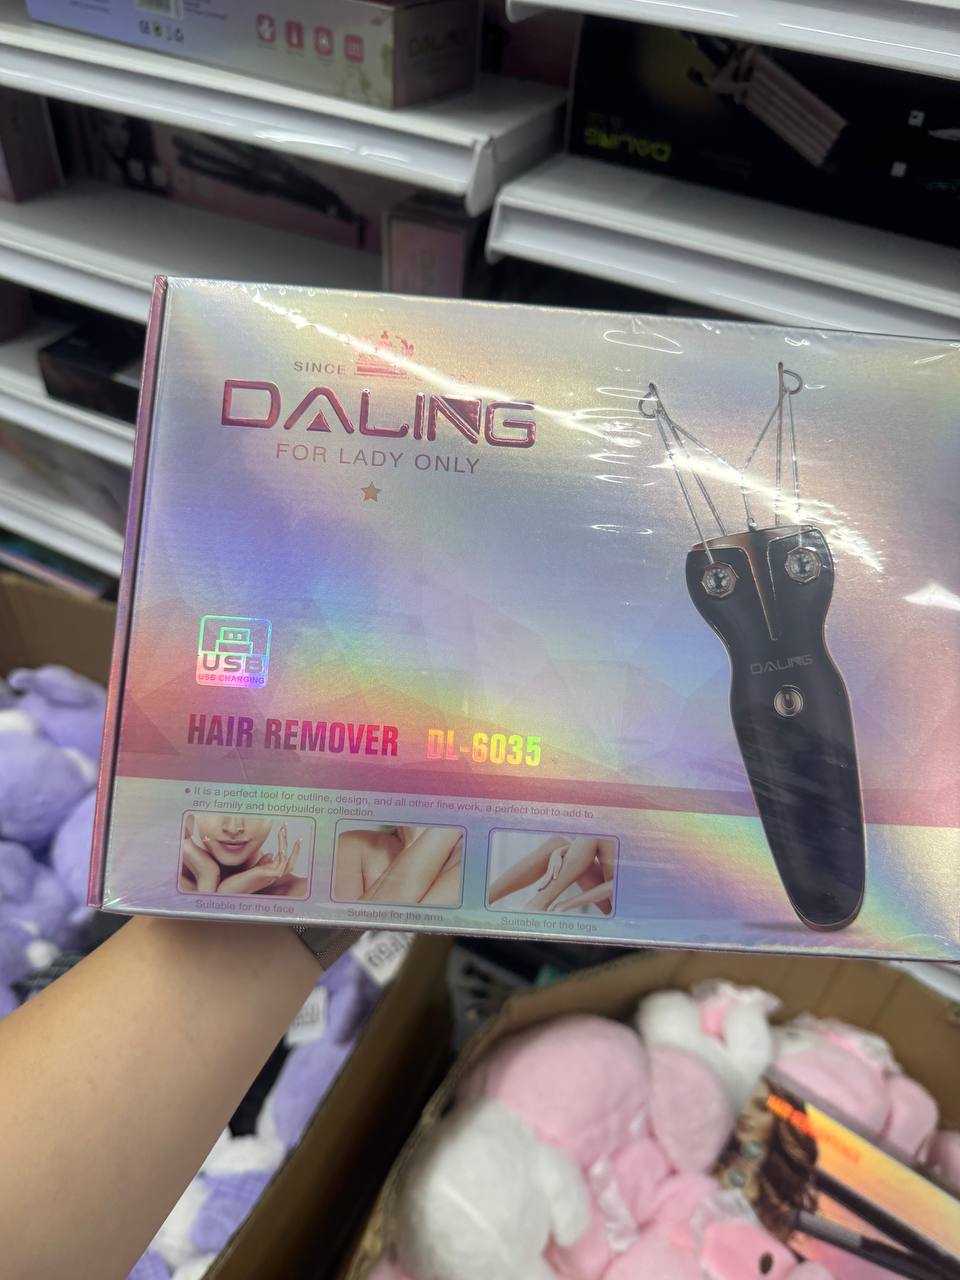 DALING
DALING
SINCE
DALING
FOR LADY ONLY
DALING
USB
USB CHARGING
HAIR REMOVER DL-6035
● It is a perfect tool for outline, design, and all other fine work, a perfect tool to add to
any family and bodybuilder collection.
Suitable for the face
Suitable for the arm
Suitable for the legs